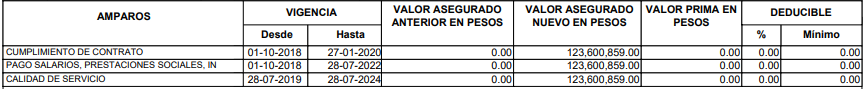 AMPAROS VIGENCIA VALOR ASEGURADO ANTERIOR EN PESOS VALOR ASEGURADO NUEVO EN PESOS VALOR PRIMA EN PESOS DEDUCIBLE
Desde Hasta % Mínimo
CUMPLIMIENTO DE CONTRATO 01-10-2018 27-01-2020 0.00 123,600,859.00 0.00 0.00 0.00
PAGO SALARIOS, PRESTACIONES SOCIALES, IN 01-10-2018 28-07-2022 0.00 123,600,859.00 0.00 0.00 0.00
CALIDAD DE SERVICIO 28-07-2019 28-07-2024 0.00 123,600,859.00 0.00 0.00 0.00